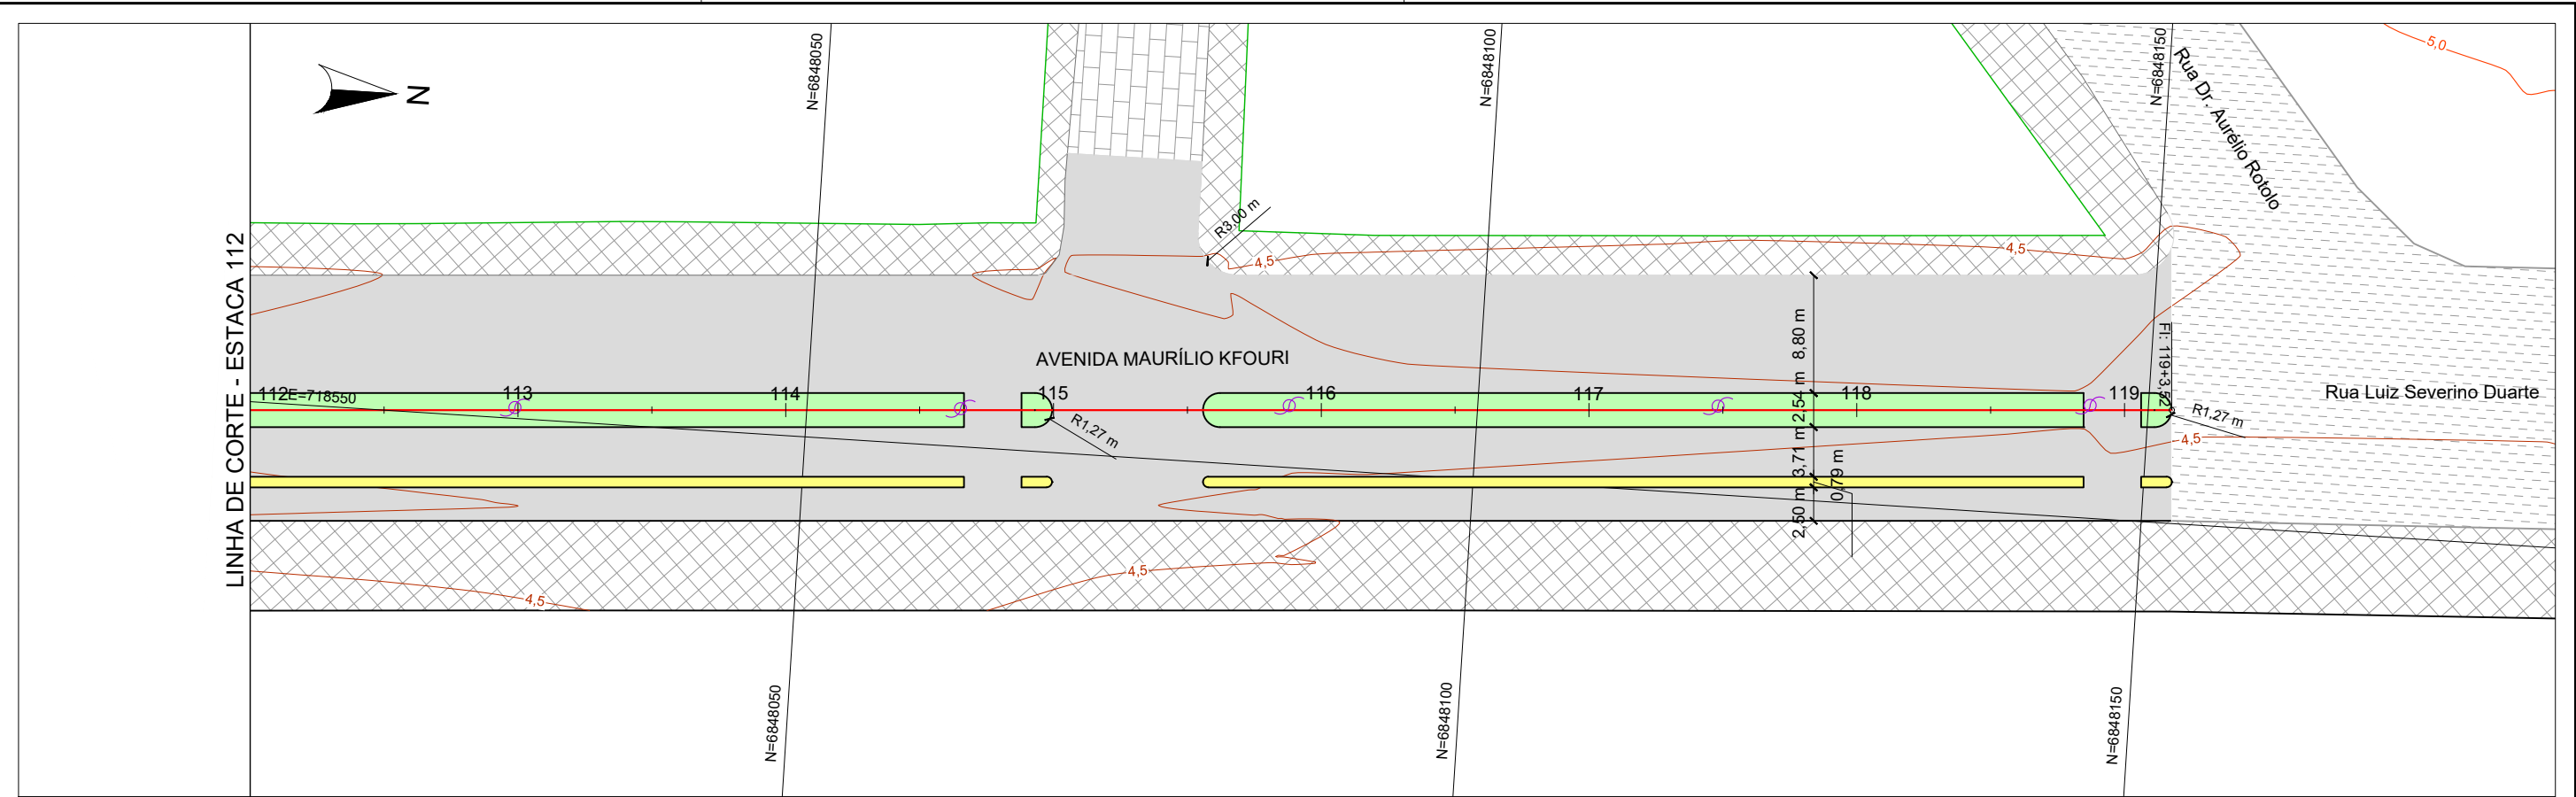 N
N=6848050
N=6848100
N=6848150
5,0
Rua Dr. Aurélio Rotolo
R3,00 m
4,5
4,5
LINHA DE CORTE - ESTACA 112
AVENIDA MAURÍLIO KFOURI
8,80 m
FI: 119+3,52
112
E=718550
113
114
115
116
117
118
119
Rua Luiz Severino Duarte
2,54 m
R1,27 m
R1,27 m
3,71 m
4,5
0,79 m
2,50 m
4,5
4,5
N=6848050
N=6848100
N=6848150